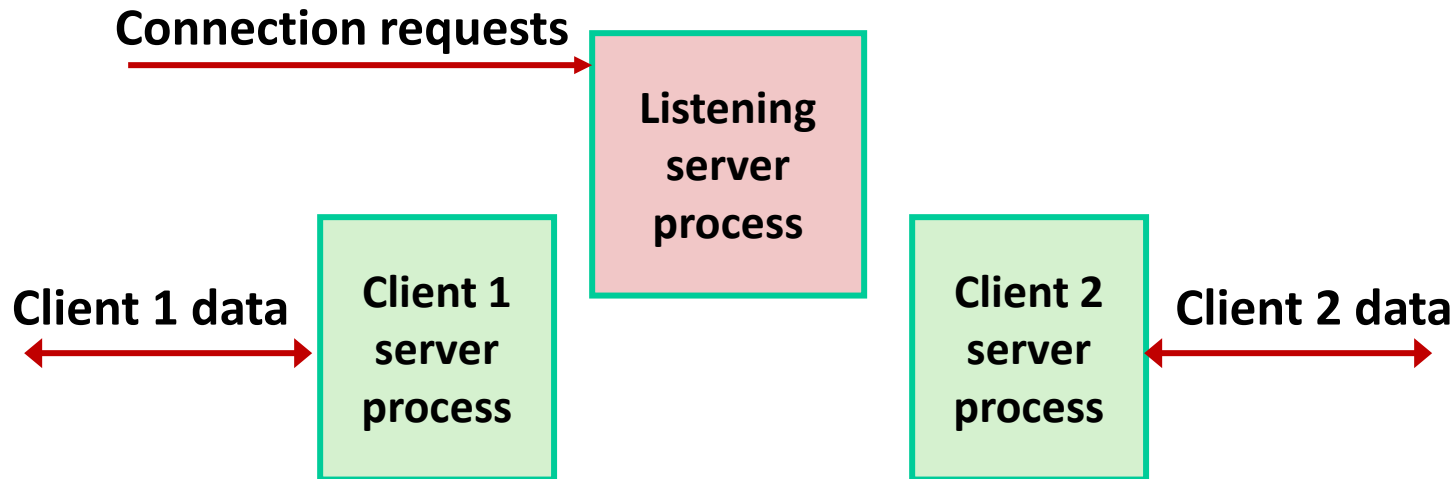 Connection requests
Listening
server
process
Client 1 data
Client 1
server
process
Client 2
server
process
Client 2 data